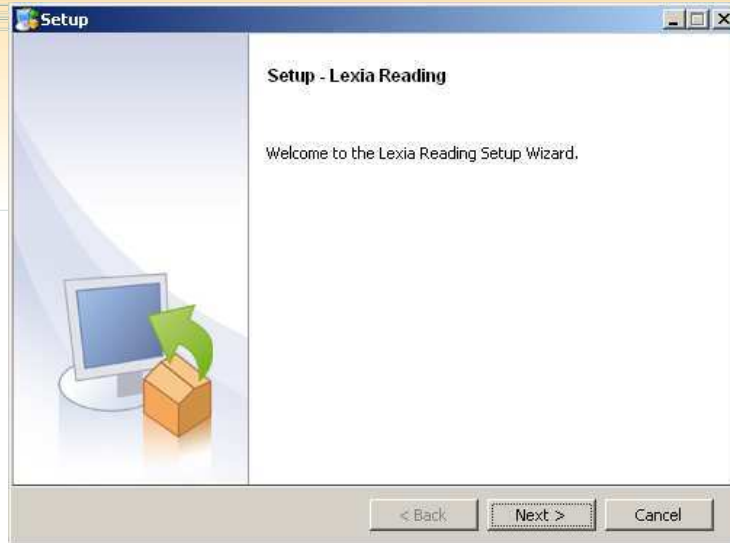 Setup
Setup - Lexia Reading
Welcome to the Lexia Reading Setup Wizard.
< Back Next > Cancel